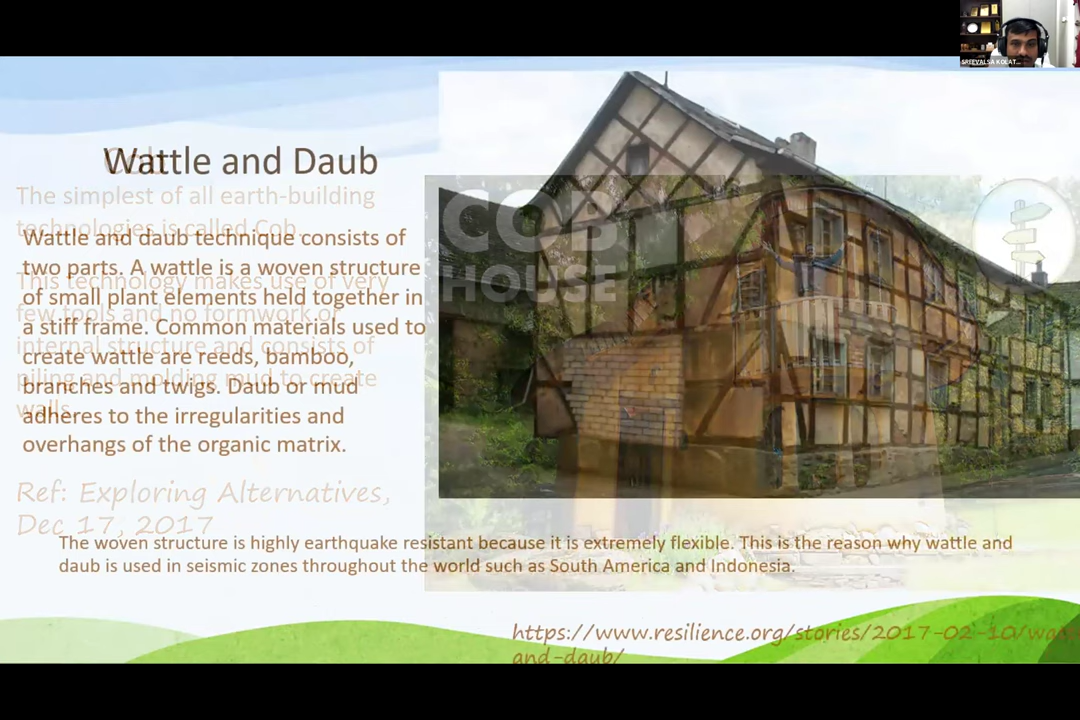 SREEVALSA KOLAT...
Wattle and Daub
Cob
The simplest of all earth-building
technologies is called Cob.
This technology makes use of very
few tools and no formwork or
internal structure and consists of
piling and molding mud to create
walls.
Wattle and daub technique consists of
two parts. A wattle is a woven structure
of small plant elements held together in
a stiff frame. Common materials used to
create wattle are reeds, bamboo,
branches and twigs. Daub or mud
adheres to the irregularities and
overhangs of the organic matrix.
COB
HOUSE
Ref: Exploring Alternatives,
Dec 17, 2017
The woven structure is highly earthquake resistant because it is extremely flexible. This is the reason why wattle and
daub is used in seismic zones throughout the world such as South America and Indonesia.
https://www.resilience.org/stories/2017-02-10/watt
and-daub/